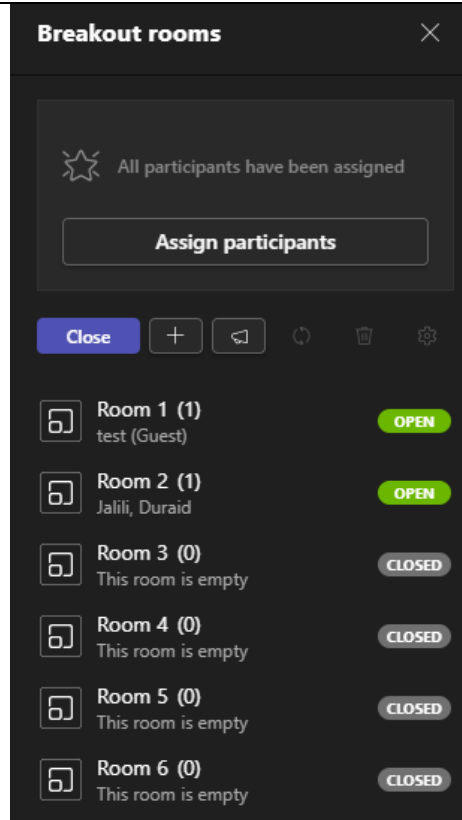 Breakout rooms
All participants have been assigned
Assign participants
Close
Room 1 (1)
test (Guest)
OPEN
Room 2 (1)
Jalili, Duraid
OPEN
Room 3 (0)
This room is empty
CLOSED
Room 4 (0)
This room is empty
CLOSED
Room 5 (0)
This room is empty
CLOSED
Room 6 (0)
This room is empty
CLOSED